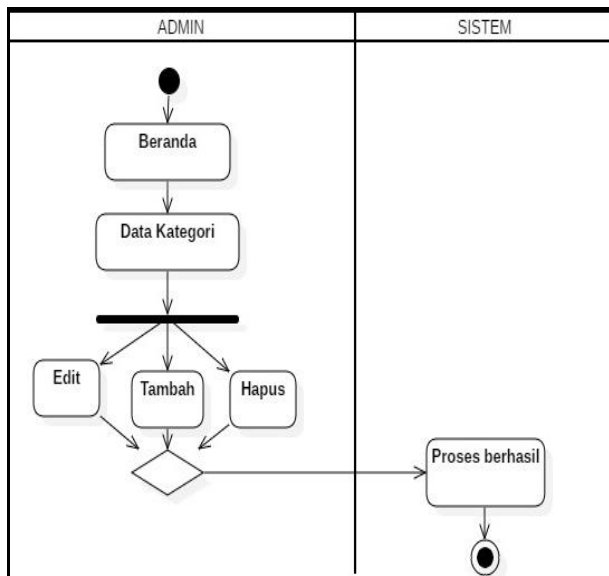 ADMIN
SISTEM
Beranda
Data Kategori
Edit
Tambah
Hapus
Proses berhasil